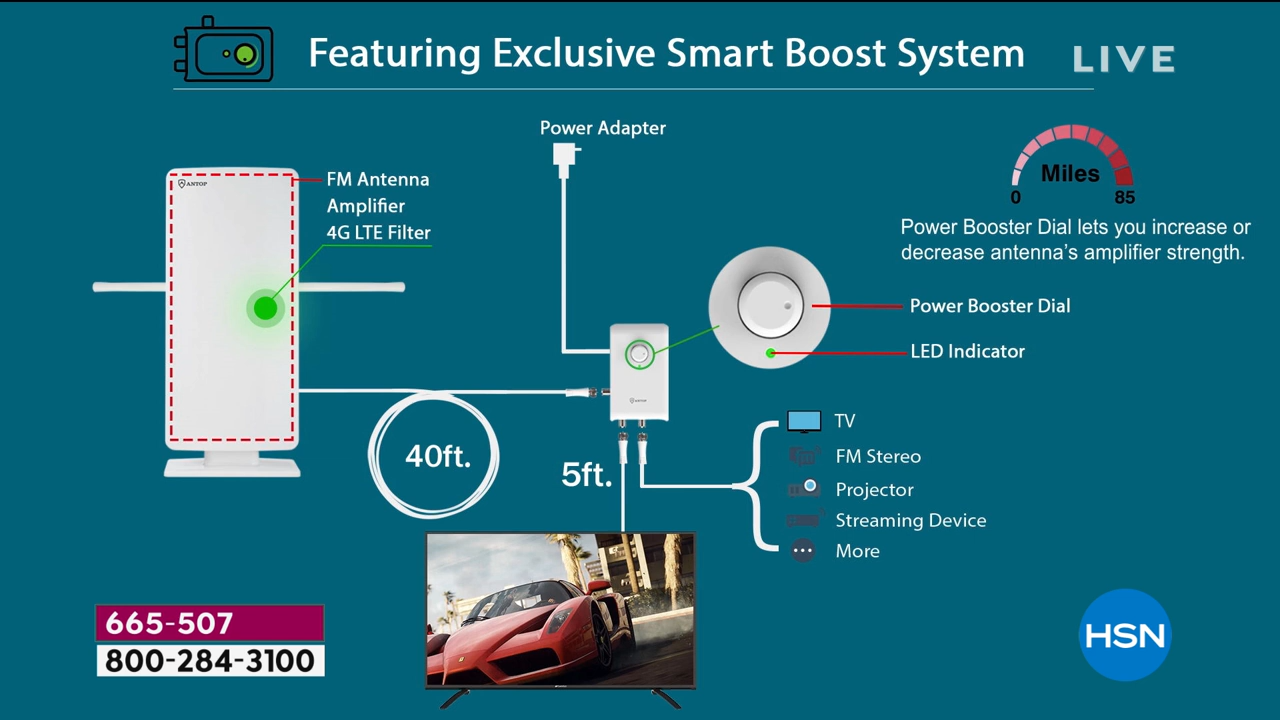 Featuring Exclusive Smart Boost System
LIVE
Power Adapter
ANTOP
FM Antenna
Amplifier
4G LTE Filter
Miles
0
85
Power Booster Dial lets you increase or
decrease antenna's amplifier strength.
Power Booster Dial
LED Indicator
ANTOP
40ft.
5ft.
TV
FM Stereo
Projector
Streaming Device
More
665-507
800-284-3100
HSN